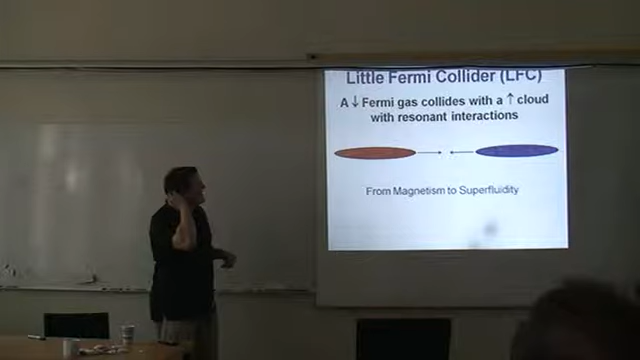 Little Fermi Collider (LFC)
A ↓ Fermi gas collides with a ↑ cloud
with resonant interactions
From Magnetism to Superfluidity